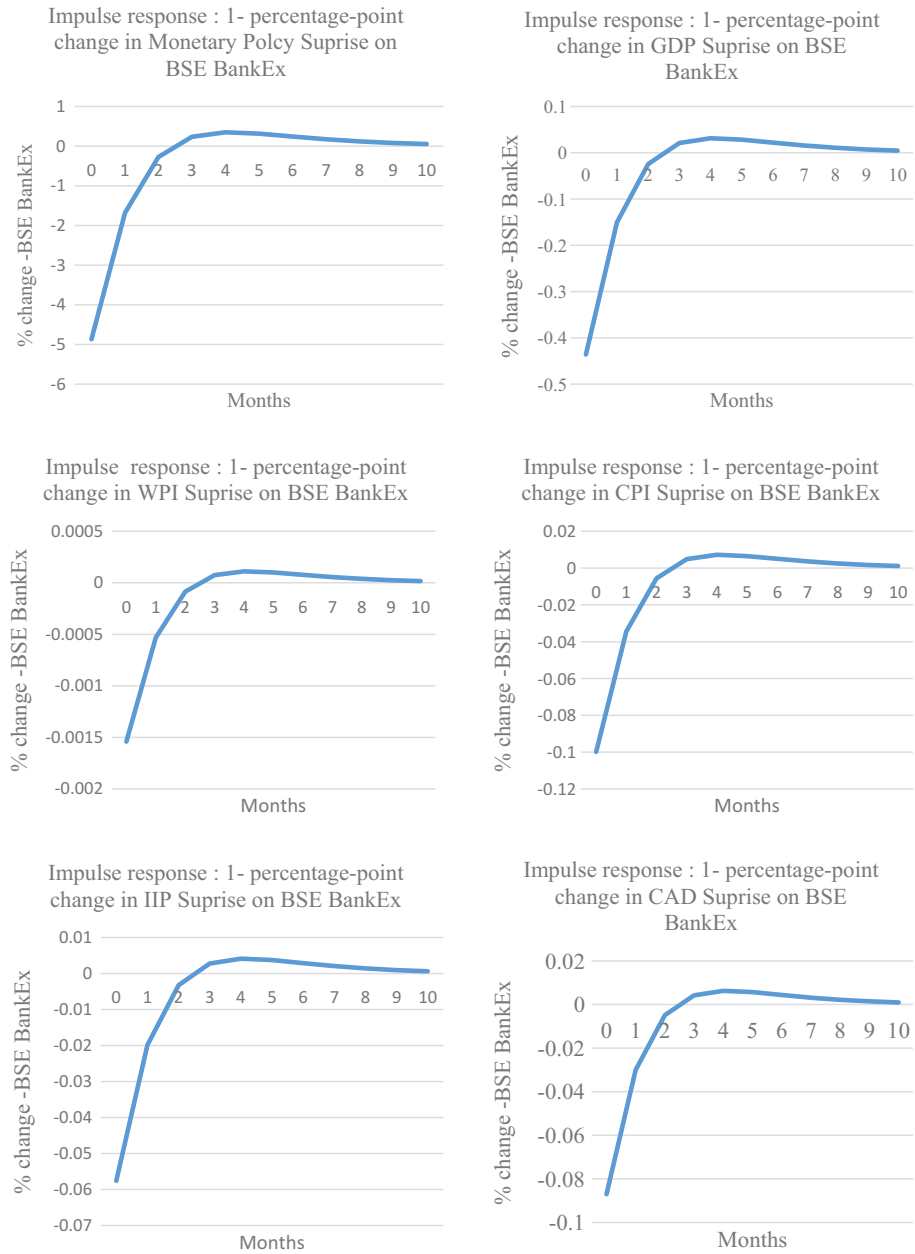 Impulse response : 1- percentage-point
change in Monetary Polcy Suprise on
BSE BankEx
1
0
-1
-2
-3
-4
-5
-6
0 1 2 3 4 5 6 7 8 9 10
% change -BSE BankEx
Months
Impulse response : 1- percentage-point
change in GDP Suprise on BSE
BankEx
0.1
0
-0.1
-0.2
-0.3
-0.4
-0.5
0 1 2 3 4 5 6 7 8 9 10
% change -BSE BankEx
Months
Impulse response : 1- percentage-point
change in WPI Suprise on BSE BankEx
0.0005
0
-0.0005
-0.001
-0.0015
-0.002
0 1 2 3 4 5 6 7 8 9 10
% change -BSE BankEx
Months
Impulse response : 1- percentage-point
change in CPI Suprise on BSE BankEx
0.02
0
-0.02
-0.04
-0.06
-0.08
-0.1
-0.12
0 1 2 3 4 5 6 7 8 9 10
% change -BSE BankEx
Months
Impulse response : 1- percentage-point
change in IIP Suprise on BSE BankEx
0.01
0
-0.01
-0.02
-0.03
-0.04
-0.05
-0.06
-0.07
0 1 2 3 4 5 6 7 8 9 10
% change -BSE BankEx
Months
Impulse response : 1- percentage-point
change in CAD Suprise on BSE
BankEx
0.02
0
-0.02
-0.04
-0.06
-0.08
-0.1
0 1 2 3 4 5 6 7 8 9 10
% change -BSE BankEx
Months